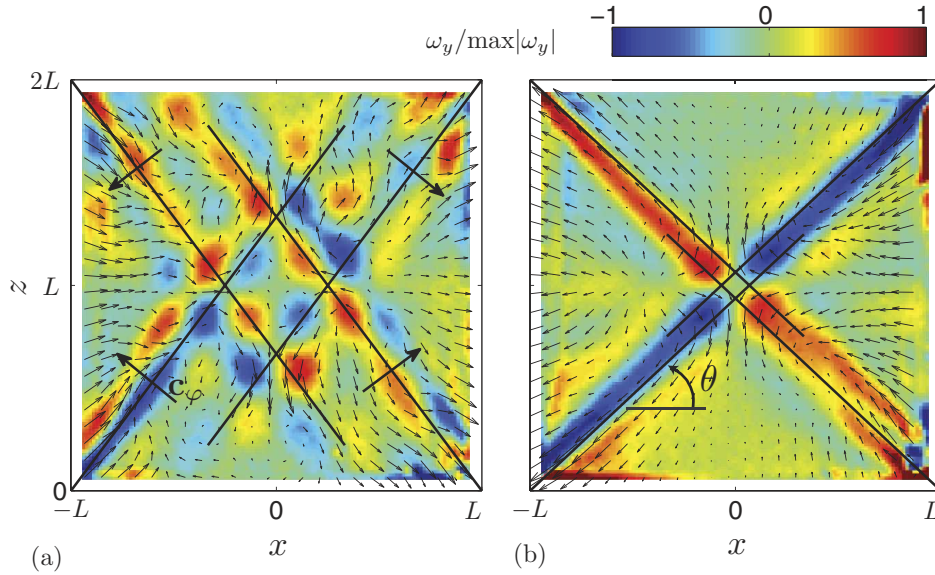 −1 0 1
ω_y/max|ω_y|
2L
z L
0
c_φ
θ
−L 0 L −L 0 L
x x
(a) (b)